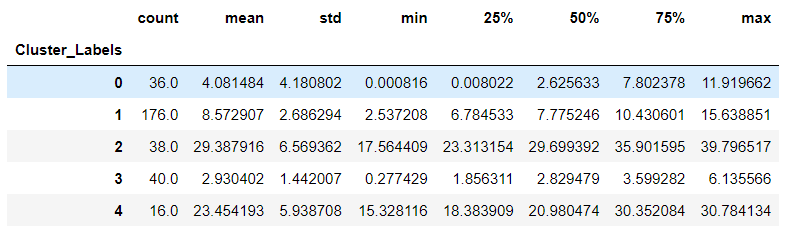 count mean std min 25% 50% 75% max
Cluster_Labels
0 36.0 4.081484 4.180802 0.000816 0.008022 2.625633 7.802378 11.919662
1 176.0 8.572907 2.686294 2.537208 6.784533 7.775246 10.430601 15.638851
2 38.0 29.387916 6.569362 17.564409 23.313154 29.699392 35.901595 39.796517
3 40.0 2.930402 1.442007 0.277429 1.856311 2.829479 3.599282 6.135566
4 16.0 23.454193 5.938708 15.328116 18.383909 20.980474 30.352084 30.784134